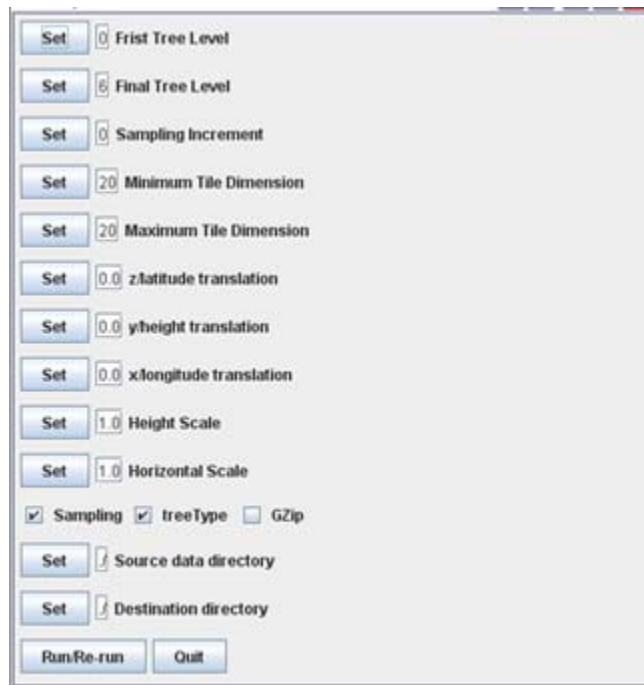 Set 0 Frist Tree Level
Set 6 Final Tree Level
Set 0 Sampling Increment
Set 20 Minimum Tile Dimension
Set 20 Maximum Tile Dimension
Set 0.0 z/latitude translation
Set 0.0 y/height translation
Set 0.0 x/longitude translation
Set 1.0 Height Scale
Set 1.0 Horizontal Scale
Sampling treeType GZip
Set / Source data directory
Set / Destination directory
Run/Re-run Quit